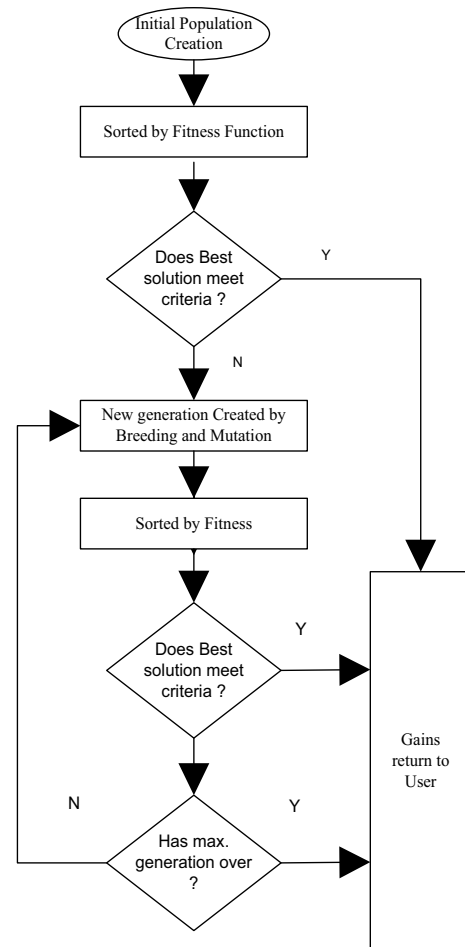 Initial Population
Creation
Sorted by Fitness Function
Does Best
solution meet
criteria ?
Y
N
New generation Created by
Breeding and Mutation
Sorted by Fitness
Does Best
solution meet
criteria ?
Y
Gains
return to
User
N
Y
Has max.
generation over
?